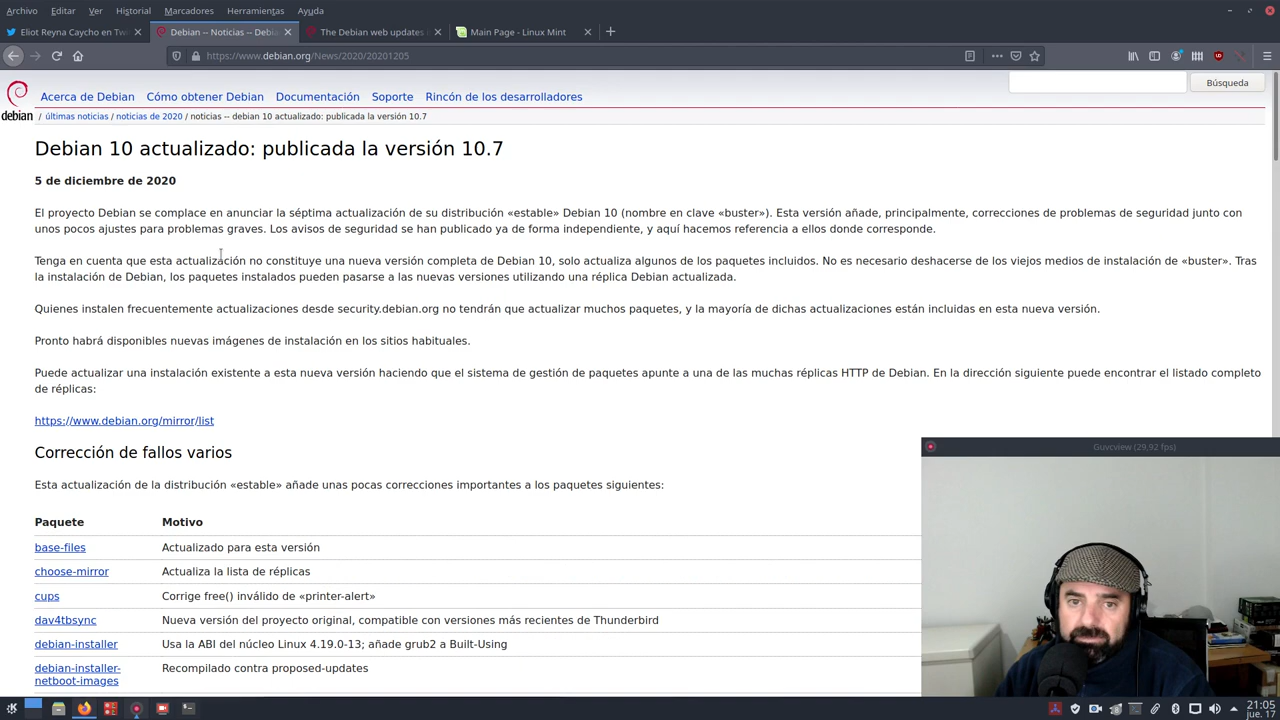 Archivo Editar Ver Historial Marcadores Herramientas Ayuda
Eliot Reyna Caycho en Tw
Debian -- Noticias -- Debia
The Debian web updates i
Main Page - Linux Mint
https://www.debian.org/News/2020/20201205
debian
Acerca de Debian Cómo obtener Debian Documentación Soporte Rincón de los desarrolladores
Búsqueda
/ últimas noticias / noticias de 2020 / noticias -- debian 10 actualizado: publicada la versión 10.7
Debian 10 actualizado: publicada la versión 10.7
5 de diciembre de 2020
El proyecto Debian se complace en anunciar la séptima actualización de su distribución «estable» Debian 10 (nombre en clave «buster»). Esta versión añade, principalmente, correcciones de problemas de seguridad junto con
unos pocos ajustes para problemas graves. Los avisos de seguridad se han publicado ya de forma independiente, y aquí hacemos referencia a ellos donde corresponde.
Tenga en cuenta que esta actualización no constituye una nueva versión completa de Debian 10, solo actualiza algunos de los paquetes incluidos. No es necesario deshacerse de los viejos medios de instalación de «buster». Tras
la instalación de Debian, los paquetes instalados pueden pasarse a las nuevas versiones utilizando una réplica Debian actualizada.
Quienes instalen frecuentemente actualizaciones desde security.debian.org no tendrán que actualizar muchos paquetes, y la mayoría de dichas actualizaciones están incluidas en esta nueva versión.
Pronto habrá disponibles nuevas imágenes de instalación en los sitios habituales.
Puede actualizar una instalación existente a esta nueva versión haciendo que el sistema de gestión de paquetes apunte a una de las muchas réplicas HTTP de Debian. En la dirección siguiente puede encontrar el listado completo
de réplicas:
https://www.debian.org/mirror/list
Corrección de fallos varios
Esta actualización de la distribución «estable» añade unas pocas correcciones importantes a los paquetes siguientes:
Paquete Motivo
base-files Actualizado para esta versión
choose-mirror Actualiza la lista de réplicas
cups Corrige free() inválido de «printer-alert»
dav4tbsync Nueva versión del proyecto original, compatible con versiones más recientes de Thunderbird
debian-installer Usa la ABI del núcleo Linux 4.19.0-13; añade grub2 a Built-Using
debian-installer- Recompilado contra proposed-updates
netboot-images
Guvcview (29,92 fps)
21:05
jue. 17